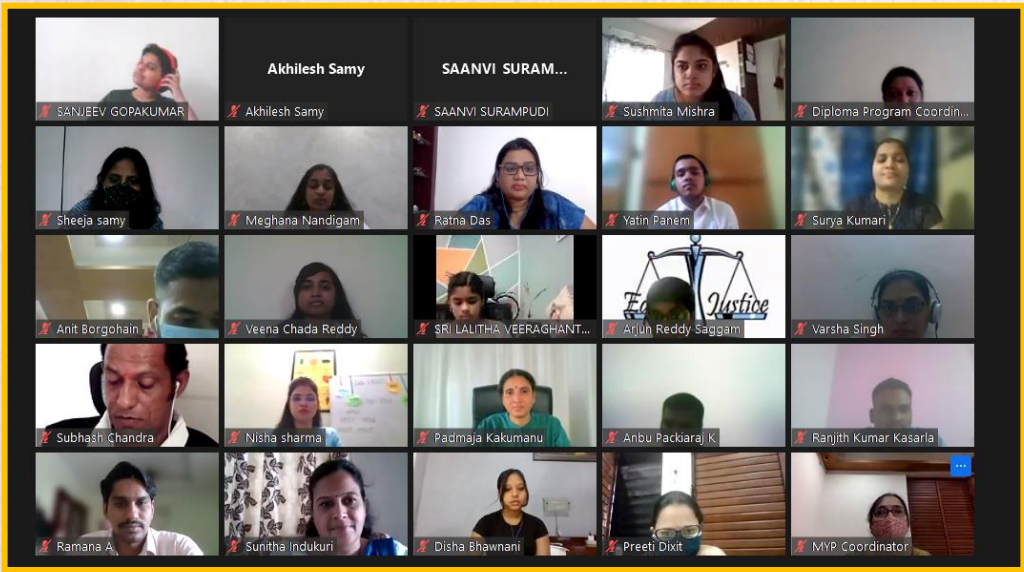 Akhilesh Samy
SAANVI SURAM...
SANJEEV GOPAKUMAR
Akhilesh Samy
SAANVI SURAMPUDI
Sushmita Mishra
Diploma Program Coordin...
Sheeja samy
Meghana Nandigam
Ratna Das
Yatin Panem
Surya Kumari
Justice
Anit Borgohain
Veena Chada Reddy
SRI LALITHA VEERAGHANT...
Arjun Reddy Saggam
Varsha Singh
Subhash Chandra
Nisha sharma
Padmaja Kakumanu
Anbu Packiaraj K
Ranjith Kumar Kasarla
Ramana A
Sunitha Indukuri
Disha Bhawnani
Preeti Dixit
MYP Coordinator